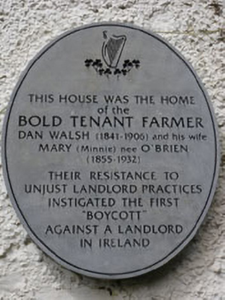 THIS HOUSE WAS THE HOME
of the
BOLD TENANT FARMER
DAN WALSH (1841-1906) and his wife
MARY (Minnie) nee O'BRIEN
(1855-1932)
THEIR RESISTANCE TO
UNJUST LANDLORD PRACTICES
INSTIGATED THE FIRST
"BOYCOTT"
AGAINST A LANDLORD
IN IRELAND